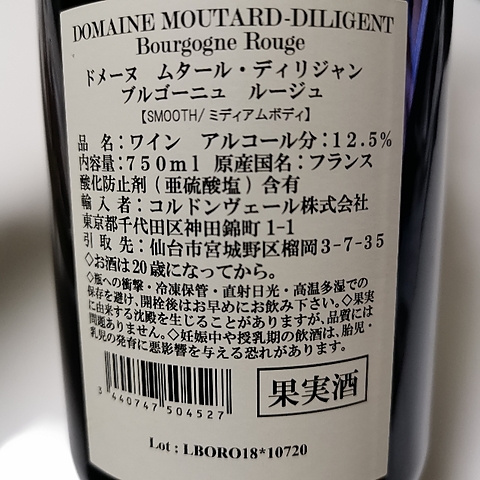 DOMAINE MOUTARD-DILIGENT
Bourgogne Rouge
ドメーヌ ムタール・ディリジャン
ブルゴーニュ ルージュ
【SMOOTH/ミディアムボディ】
品名：ワイン アルコール分：12.5%
内容量：750ml 原産国名：フランス
酸化防止剤（亜硫酸塩）含有
輸入者：コルドンヴェール株式会社
東京都千代田区神田錦町1-1
引取先：仙台市宮城野区榴岡3-7-35
◇お酒は20歳になってから。
◇瓶への衝撃・冷凍保管・直射日光・高温多湿での
保存を避け、開栓後はお早めにお飲み下さい。◇果実
に由来する沈殿を生じることがありますが、品質には
問題ありません。◇妊娠中や授乳期の飲酒は、胎児・
乳児の発育に悪影響を与える恐れがあります。
3 440747 504527
果実酒
Lot : LBORO18*10720